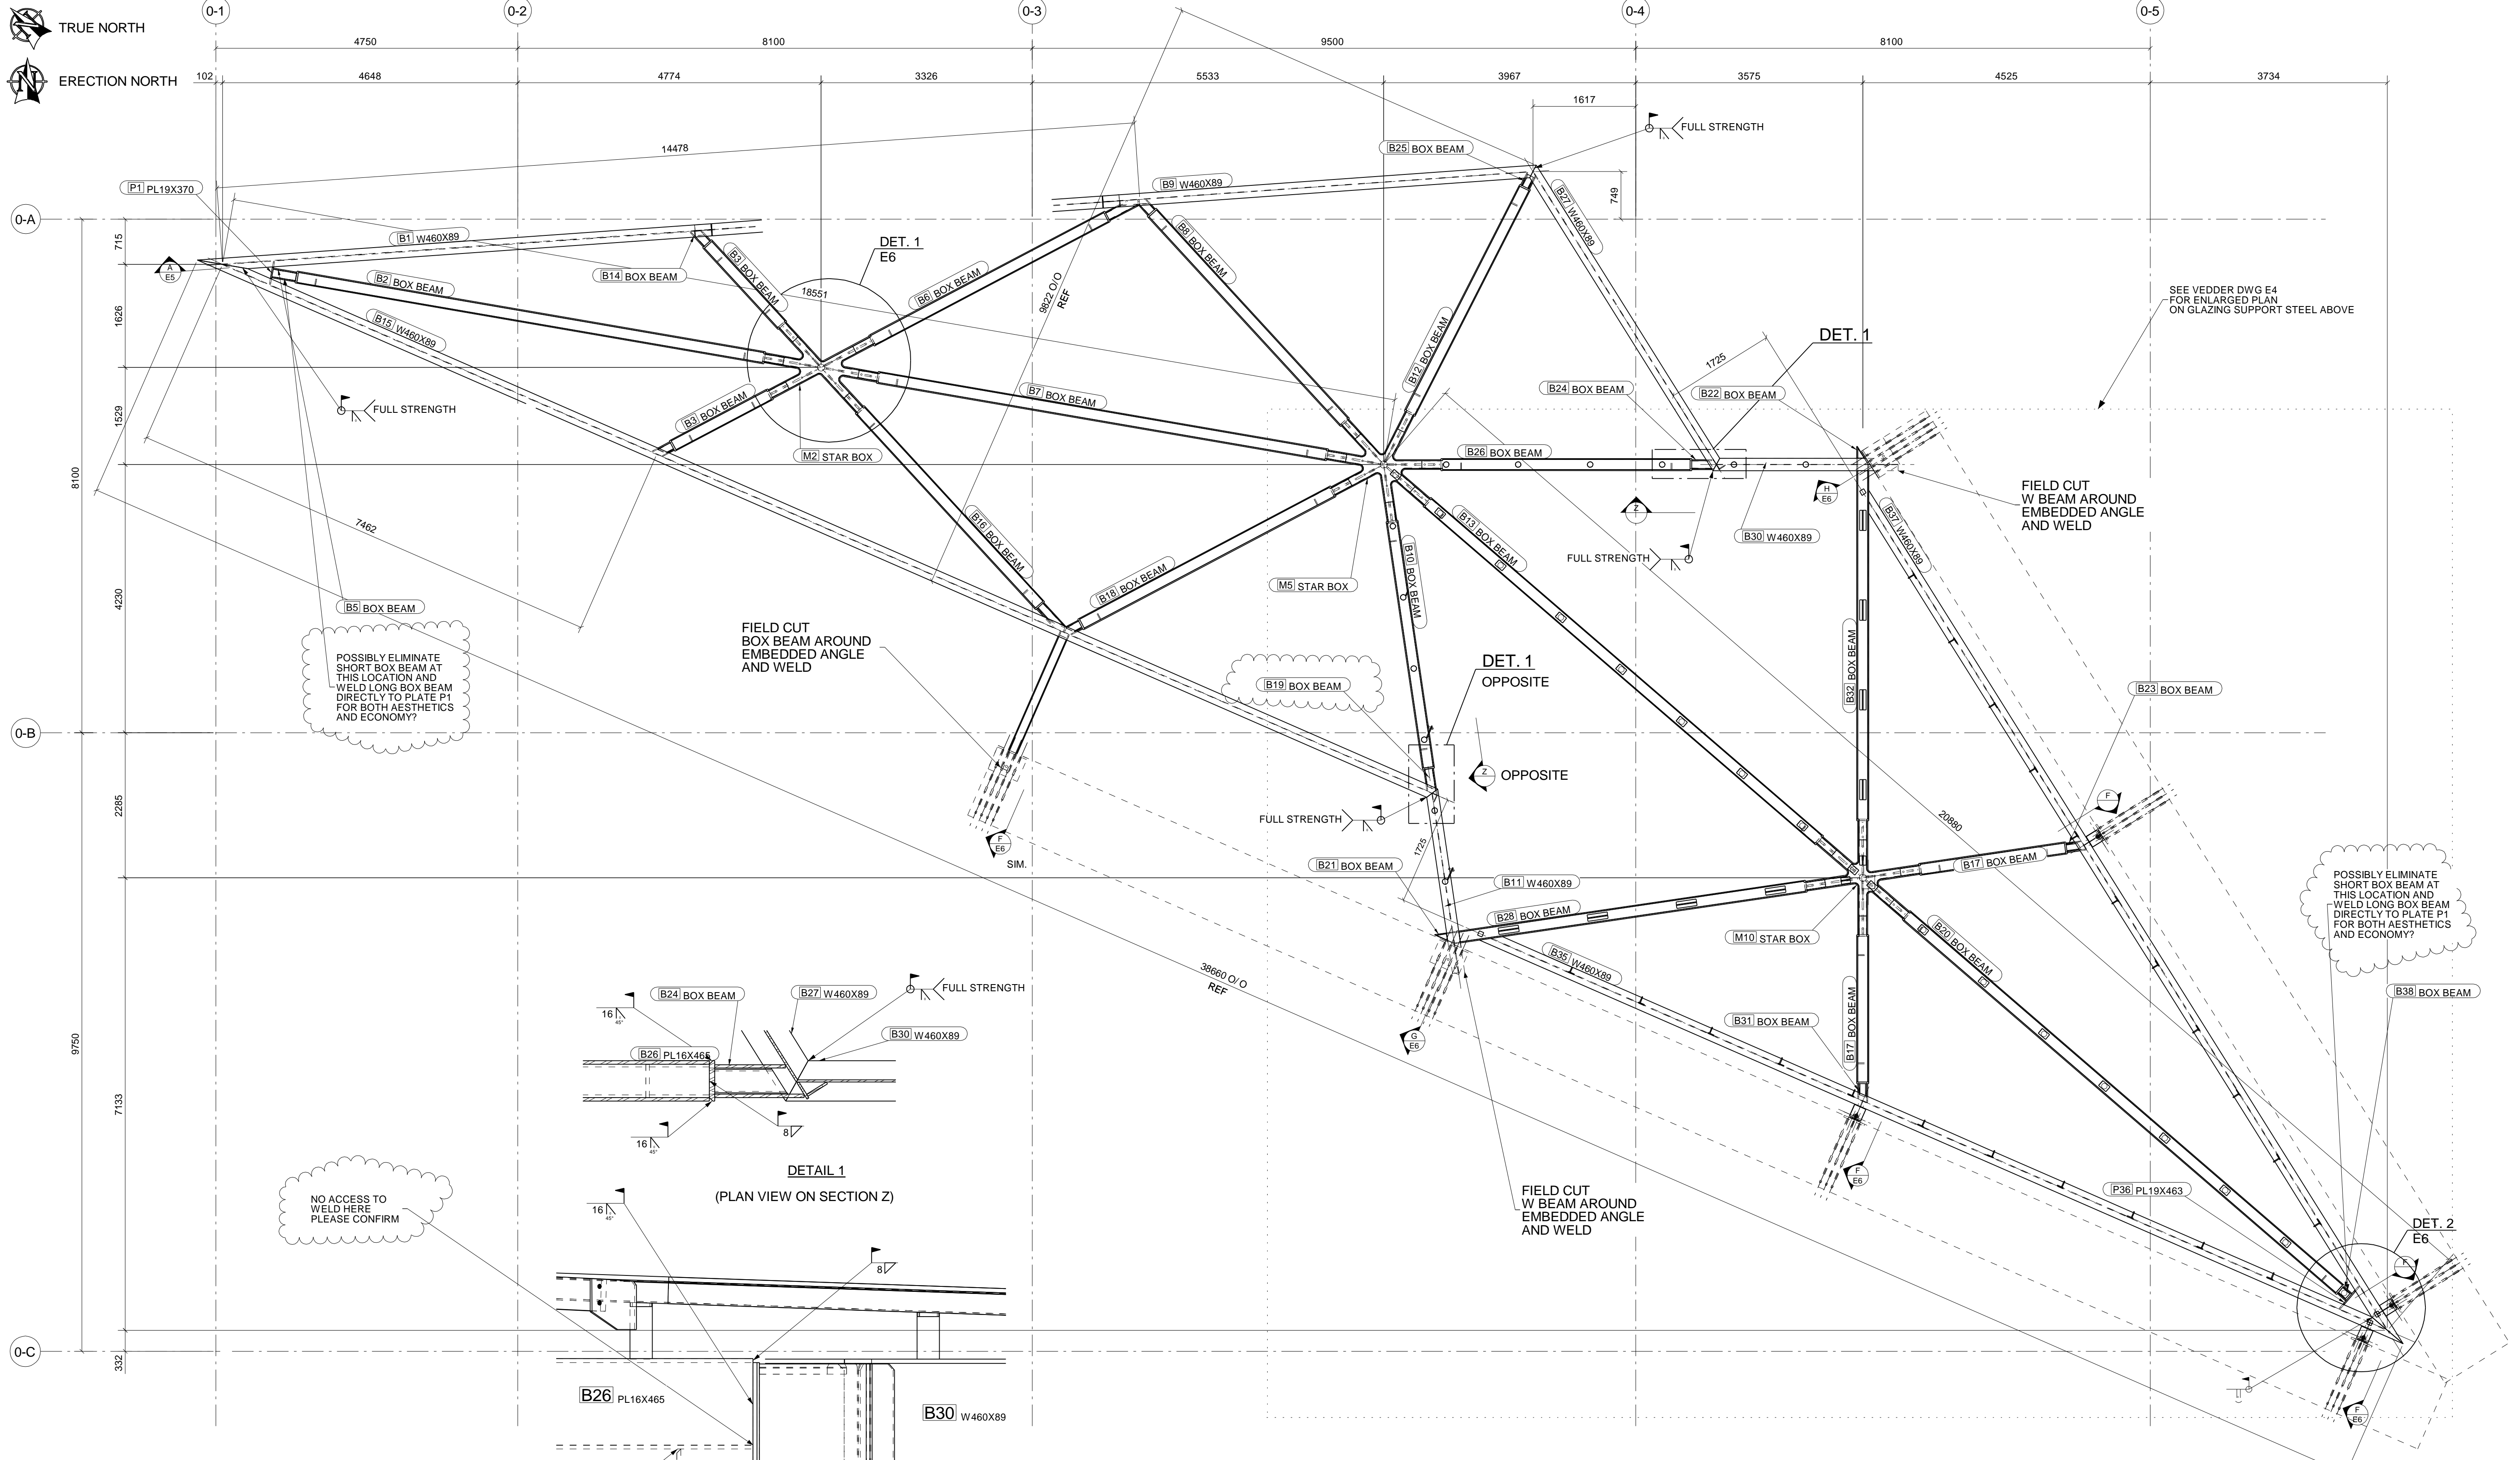 0-1
0-2
0-3
0-4
0-5
TRUE NORTH
4750
8100
9500
8100
ERECTION NORTH
102
4648
4774
3326
5533
3967
3575
4525
3734
1617
FULL STRENGTH
14478
B25 BOX BEAM
P1 PL19X370
B9 W460X89
B27 W460X89
749
0-A
715
B1 W460X89
B8 BOX BEAM
DET. 1
E6
A
E5
B14 BOX BEAM
B3 BOX BEAM
B2 BOX BEAM
18551
B6 BOX BEAM
9822 O/O
REF
SEE VEDDER DWG E4
FOR ENLARGED PLAN
ON GLAZING SUPPORT STEEL ABOVE
1626
B15 W460X89
B12 BOX BEAM
DET. 1
1725
B7 BOX BEAM
B24 BOX BEAM
B22 BOX BEAM
FULL STRENGTH
1529
B3 BOX BEAM
M2 STAR BOX
B26 BOX BEAM
8100
H
E6
FIELD CUT
W BEAM AROUND
EMBEDDED ANGLE
AND WELD
7462
B16 BOX BEAM
Z
B13 BOX BEAM
B37 W460X89
B30 W460X89
B10 BOX BEAM
FULL STRENGTH
B18 BOX BEAM
M5 STAR BOX
4230
B5 BOX BEAM
FIELD CUT
BOX BEAM AROUND
EMBEDDED ANGLE
AND WELD
POSSIBLY ELIMINATE
SHORT BOX BEAM AT
THIS LOCATION AND
WELD LONG BOX BEAM
DIRECTLY TO PLATE P1
FOR BOTH AESTHETICS
AND ECONOMY?
DET. 1
OPPOSITE
B19 BOX BEAM
B32 BOX BEAM
B23 BOX BEAM
0-B
Z
OPPOSITE
2285
FULL STRENGTH
F
20880
F
E6
SIM.
1725
B21 BOX BEAM
B17 BOX BEAM
B11 W460X89
B28 BOX BEAM
M10 STAR BOX
B20 BOX BEAM
POSSIBLY ELIMINATE
SHORT BOX BEAM AT
THIS LOCATION AND
WELD LONG BOX BEAM
DIRECTLY TO PLATE P1
FOR BOTH AESTHETICS
AND ECONOMY?
B35 W460X89
38660 O/O
REF
B24 BOX BEAM
B27 W460X89
FULL STRENGTH
B38 BOX BEAM
16
45°
B30 W460X89
B31 BOX BEAM
B17 BOX BEAM
G
E6
9750
B26 PL16X465
7133
8
16
45°
DETAIL 1
(PLAN VIEW ON SECTION Z)
F
E6
NO ACCESS TO
WELD HERE
PLEASE CONFIRM
16
45°
FIELD CUT
W BEAM AROUND
EMBEDDED ANGLE
AND WELD
P36 PL19X463
DET. 2
E6
8
F
0-C
332
B26 PL16X465
B30 W460X89
F
E6